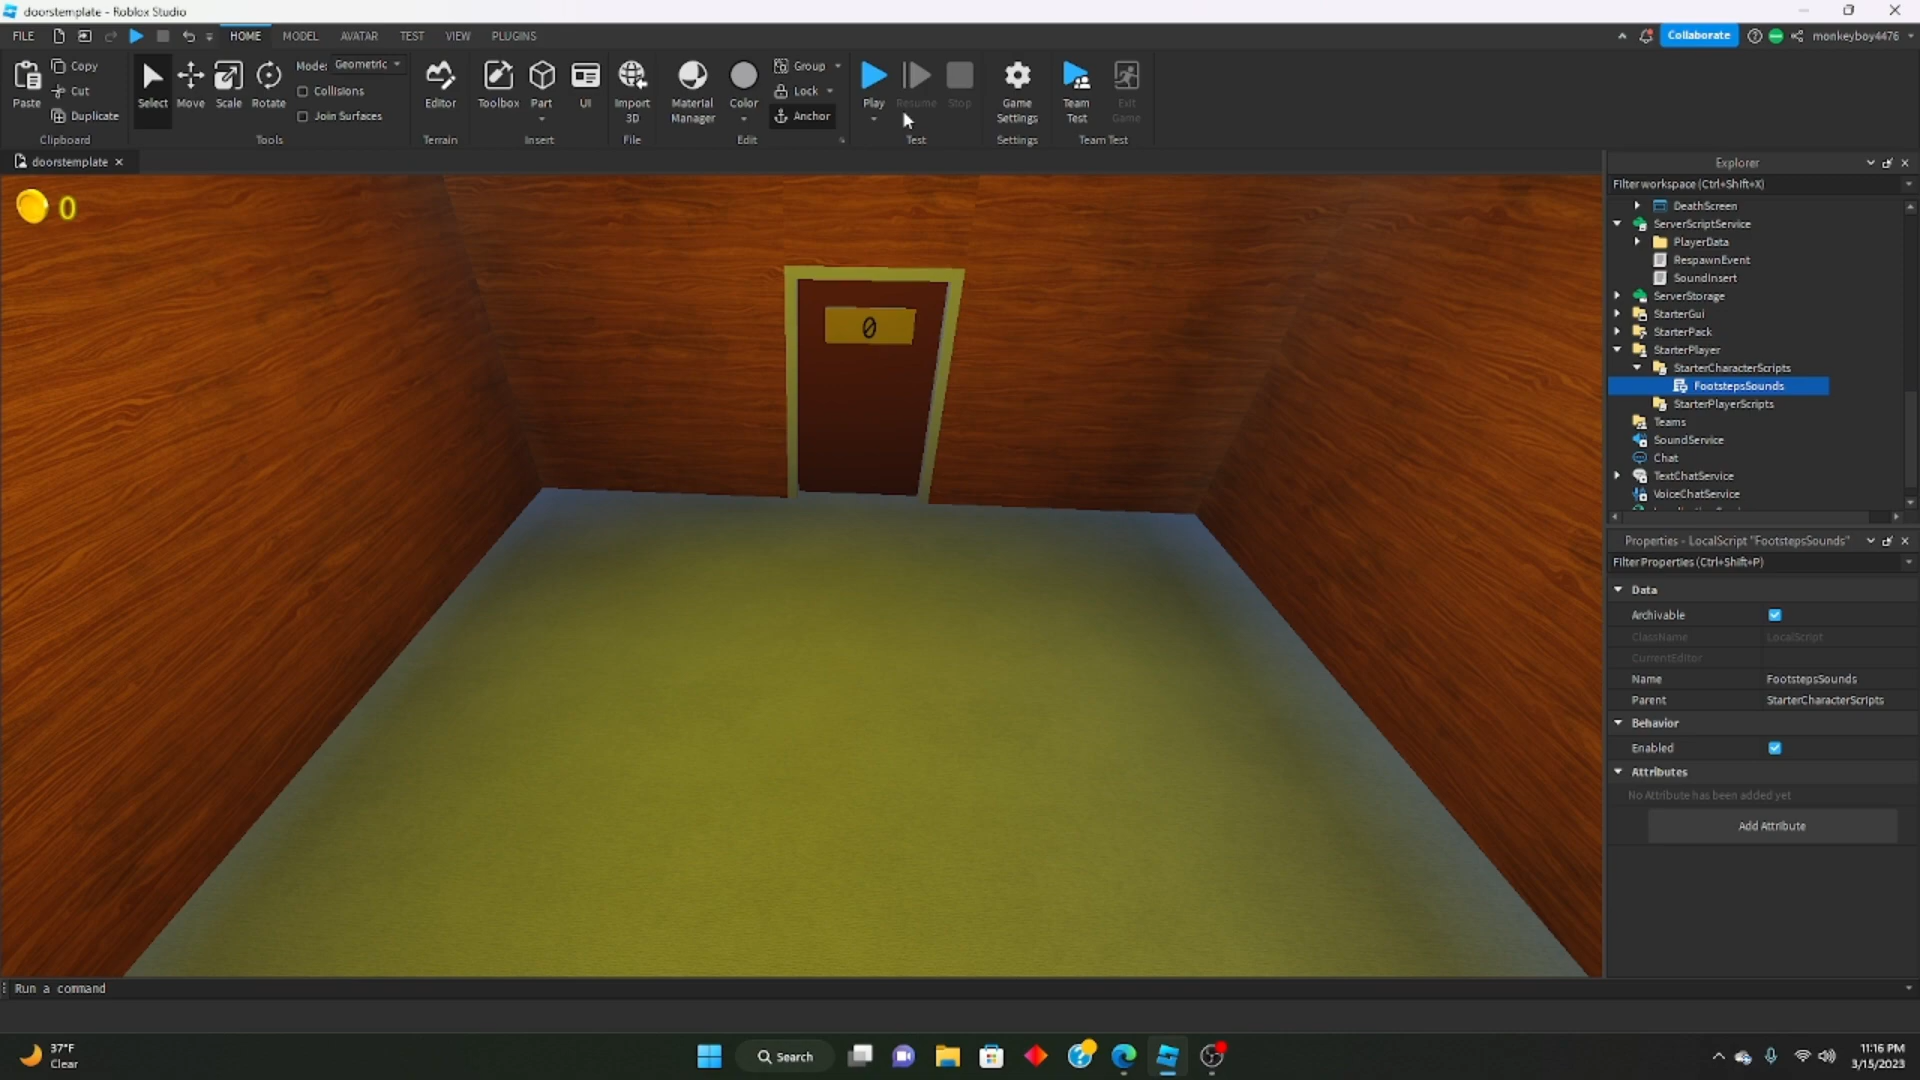 doorstemplate - Roblox Studio
FILE HOME MODEL AVATAR TEST VIEW PLUGINS Collaborate monkeyboy4476
Paste Copy Cut Duplicate Clipboard
Select Move Scale Rotate Mode: Geometric Collisions Join Surfaces Tools
Editor Terrain
Toolbox Part UI Insert
Import 3D File
Material Manager Color Group Lock Anchor Edit
Play Resume Stop Test
Game Settings Settings
Team Test Exit Game Team Test
doorstemplate
0
0
Explorer
Filter workspace (Ctrl+Shift+X)
DeathScreen
ServerScriptService
PlayerData
RespawnEvent
SoundInsert
ServerStorage
StarterGui
StarterPack
StarterPlayer
StarterCharacterScripts
FootstepsSounds
StarterPlayerScripts
Teams
SoundService
Chat
TextChatService
VoiceChatService
Properties - LocalScript "FootstepsSounds"
Filter Properties (Ctrl+Shift+P)
Data
Archivable
ClassName LocalScript
CurrentEditor
Name FootstepsSounds
Parent StarterCharacterScripts
Behavior
Enabled
Attributes
No Attribute has been added yet
Add Attribute
Run a command
37°F
Clear
Search
11:16 PM
3/15/2023